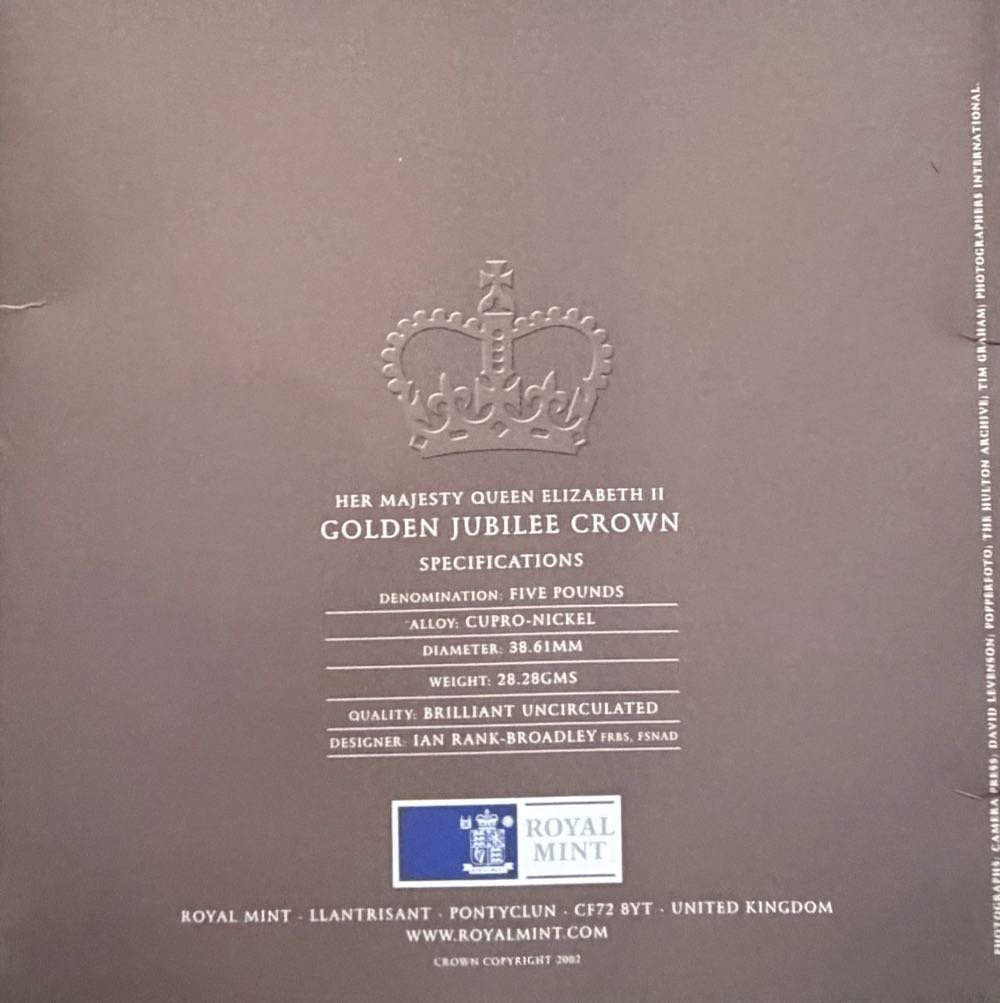 HER MAJESTY QUEEN ELIZABETH II
GOLDEN JUBILEE CROWN
SPECIFICATIONS
DENOMINATION: FIVE POUNDS
ALLOY: CUPRO-NICKEL
DIAMETER: 38.61MM
WEIGHT: 28.28GMS
QUALITY: BRILLIANT UNCIRCULATED
DESIGNER: IAN RANK-BROADLEY FRBS, FSNAD
ROYAL
MINT
ROYAL MINT · LLANTRISANT · PONTYCLUN · CF72 8YT · UNITED KINGDOM
WWW.ROYALMINT.COM
CROWN COPYRIGHT 2002
PHOTOGRAPHS: CAMERA PRESS; DAVID LEVENSON; POPPERFOTO; THE HULTON ARCHIVE; TIM GRAHAM; PHOTOGRAPHERS INTERNATIONAL.